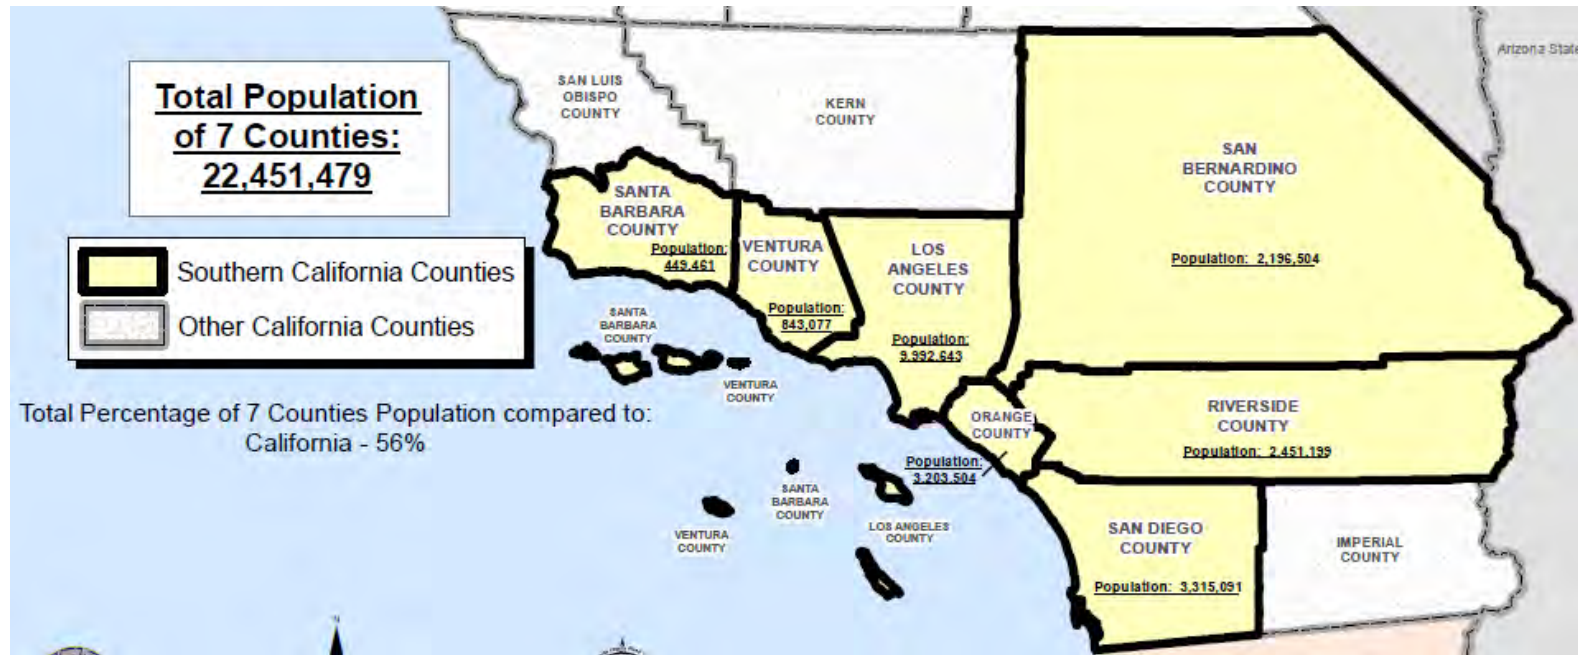 Total Population
of 7 Counties:
22,451,479
Southern California Counties
Other California Counties
Total Percentage of 7 Counties Population compared to:
California - 56%
SAN LUIS
OBISPO
COUNTY
KERN
COUNTY
Arizona State
SAN
BERNARDINO
COUNTY
Population: 2,196,504
SANTA
BARBARA
COUNTY
Population:
449,461
VENTURA
COUNTY
Population:
843,077
LOS
ANGELES
COUNTY
Population:
9,992,643
SANTA
BARBARA
COUNTY
VENTURA
COUNTY
ORANGE
COUNTY
Population:
3,203,504
RIVERSIDE
COUNTY
Population: 2,451,199
SANTA
BARBARA
COUNTY
VENTURA
COUNTY
LOS ANGELES
COUNTY
SAN DIEGO
COUNTY
Population: 3,315,091
IMPERIAL
COUNTY